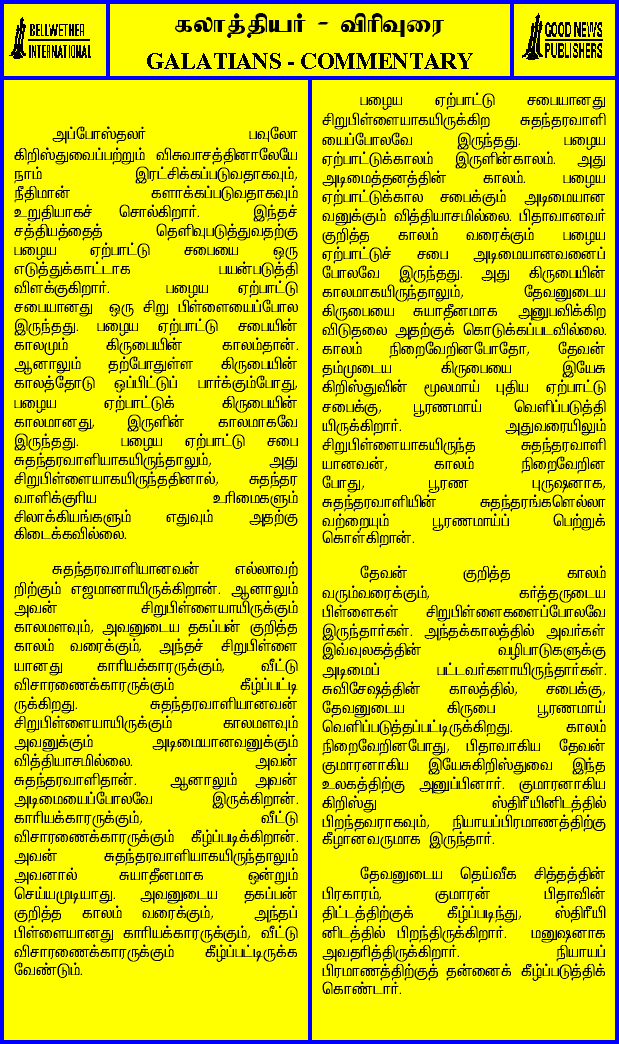 BELLWETHER
INTERNATIONAL
கலாத்தியர் - விரிவுரை
GALATIANS - COMMENTARY
GOOD NEWS
PUBLISHERS
அப்போஸ்தலர் பவுலோ
கிறிஸ்துவைப்பற்றும் விசுவாசத்தினாலேயே
நாம் இரட்சிக்கப்படுவதாகவும்,
நீதிமான் களாக்கப்படுவதாகவும்
உறுதியாகச் சொல்கிறார். இந்தச்
சத்தியத்தைத் தெளிவுபடுத்துவதற்கு
பழைய ஏற்பாட்டு சபையை ஒரு
எடுத்துக்காட்டாக பயன்படுத்தி
விளக்குகிறார். பழைய ஏற்பாட்டு
சபையானது ஒரு சிறு பிள்ளையைப்போல
இருந்தது. பழைய ஏற்பாட்டு சபையின்
காலமும் கிருபையின் காலம்தான்.
ஆனாலும் தற்போதுள்ள கிருபையின்
காலத்தோடு ஒப்பிட்டுப் பார்க்கும்போது,
பழைய ஏற்பாட்டுக் கிருபையின்
காலமானது, இருளின் காலமாகவே
இருந்தது. பழைய ஏற்பாட்டு சபை
சுதந்தரவாளியாகயிருந்தாலும், அது
சிறுபிள்ளையாகயிருந்ததினால், சுதந்தர
வாளிக்குரிய உரிமைகளும்
சிலாக்கியங்களும் எதுவும் அதற்கு
கிடைக்கவில்லை.
சுதந்தரவாளியானவன் எல்லாவற்
றிற்கும் எஜமானாயிருக்கிறான். ஆனாலும்
அவன் சிறுபிள்ளையாயிருக்கும்
காலமளவும், அவனுடைய தகப்பன் குறித்த
காலம் வரைக்கும், அந்தச் சிறுபிள்ளை
யானது காரியக்காரருக்கும், வீட்டு
விசாரணைக்காரருக்கும் கீழ்ப்பட்டி
ருக்கிறது. சுதந்தரவாளியானவன்
சிறுபிள்ளையாயிருக்கும் காலமளவும்
அவனுக்கும் அடிமையானவனுக்கும்
வித்தியாசமில்லை. அவன்
சுதந்தரவாளிதான். ஆனாலும் அவன்
அடிமையைப்போலவே இருக்கிறான்.
காரியக்காரருக்கும், வீட்டு
விசாரணைக்காரருக்கும் கீழ்ப்படிக்கிறான்.
அவன் சுதந்தரவாளியாகயிருந்தாலும்
அவனால் சுயாதீனமாக ஒன்றும்
செய்யமுடியாது. அவனுடைய தகப்பன்
குறித்த காலம் வரைக்கும், அந்தப்
பிள்ளையானது காரியக்காரருக்கும், வீட்டு
விசாரணைக்காரருக்கும் கீழ்ப்பட்டிருக்க
வேண்டும்.
பழைய ஏற்பாட்டு சபையானது
சிறுபிள்ளையாகயிருக்கிற சுதந்தரவாளி
யைப்போலவே இருந்தது. பழைய
ஏற்பாட்டுக்காலம் இருளின்காலம். அது
அடிமைத்தனத்தின் காலம். பழைய
ஏற்பாட்டுக்கால சபைக்கும் அடிமையான
வனுக்கும் வித்தியாசமில்லை. பிதாவானவர்
குறித்த காலம் வரைக்கும் பழைய
ஏற்பாட்டுச் சபை அடிமையானவனைப்
போலவே இருந்தது. அது கிருபையின்
காலமாகயிருந்தாலும், தேவனுடைய
கிருபையை சுயாதீனமாக அனுபவிக்கிற
விடுதலை அதற்குக் கொடுக்கப்படவில்லை.
காலம் நிறைவேறினபோதோ, தேவன்
தம்முடைய கிருபையை இயேசு
கிறிஸ்துவின் மூலமாய் புதிய ஏற்பாட்டு
சபைக்கு, பூரணமாய் வெளிப்படுத்தி
யிருக்கிறார். அதுவரையிலும்
சிறுபிள்ளையாகயிருந்த சுதந்தரவாளி
யானவன், காலம் நிறைவேறின
போது, பூரண புருஷனாக,
சுதந்தரவாளியின் சுதந்தரங்களெல்லா
வற்றையும் பூரணமாய்ப் பெற்றுக்
கொள்கிறான்.
தேவன் குறித்த காலம்
வரும்வரைக்கும், கர்த்தருடைய
பிள்ளைகள் சிறுபிள்ளைகளைப்போலவே
இருந்தார்கள். அந்தக்காலத்தில் அவர்கள்
இவ்வுலகத்தின் வழிபாடுகளுக்கு
அடிமைப் பட்டவர்களாயிருந்தார்கள்.
சுவிசேஷத்தின் காலத்தில், சபைக்கு,
தேவனுடைய கிருபை பூரணமாய்
வெளிப்படுத்தப்பட்டிருக்கிறது. காலம்
நிறைவேறினபோது, பிதாவாகிய தேவன்
குமாரனாகிய இயேசுகிறிஸ்துவை இந்த
உலகத்திற்கு அனுப்பினார். குமாரனாகிய
கிறிஸ்து ஸ்திரீயினிடத்தில்
பிறந்தவராகவும், நியாயப்பிரமாணத்திற்கு
கீழானவருமாக இருந்தார்.
தேவனுடைய தெய்வீக சித்தத்தின்
பிரகாரம், குமாரன் பிதாவின்
திட்டத்திற்குக் கீழ்ப்படிந்து, ஸ்திரீயி
னிடத்தில் பிறந்திருக்கிறார். மனுஷனாக
அவதரித்திருக்கிறார். நியாயப்
பிரமாணத்திற்குத் தன்னைக் கீழ்ப்படுத்திக்
கொண்டார்.